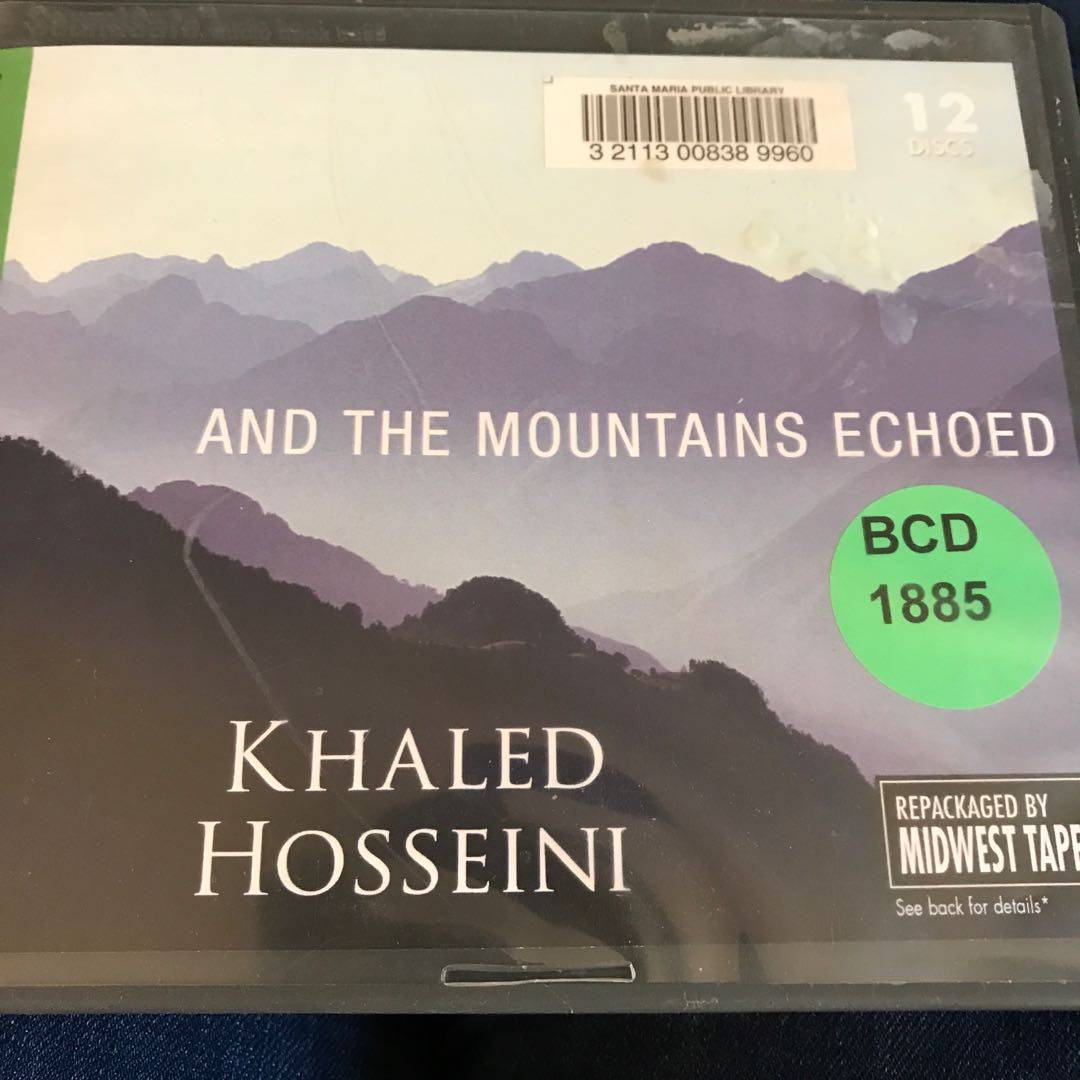 SANTA MARIA PUBLIC LIBRARY
3 2113 00838 9960
12
DISCS
AND THE MOUNTAINS ECHOED
BCD
1885
KHALED
HOSSEINI
REPACKAGED BY
MIDWEST TAPE
See back for details*